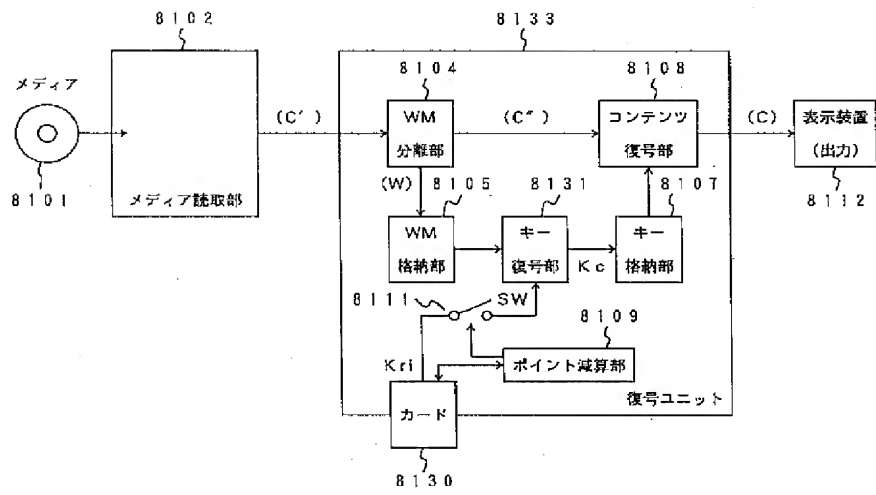 8102
8133
8104
8108
メディア
(C')
WM
分離部
(C")
コンテンツ
復号部
(C)
表示装置
(出力)
8101
メディア読取部
(W)
8105
8131
8107
8112
WM
格納部
キー
復号部
Kc
キー
格納部
8111
SW
8109
Kri
ポイント減算部
カード
復号ユニット
8130